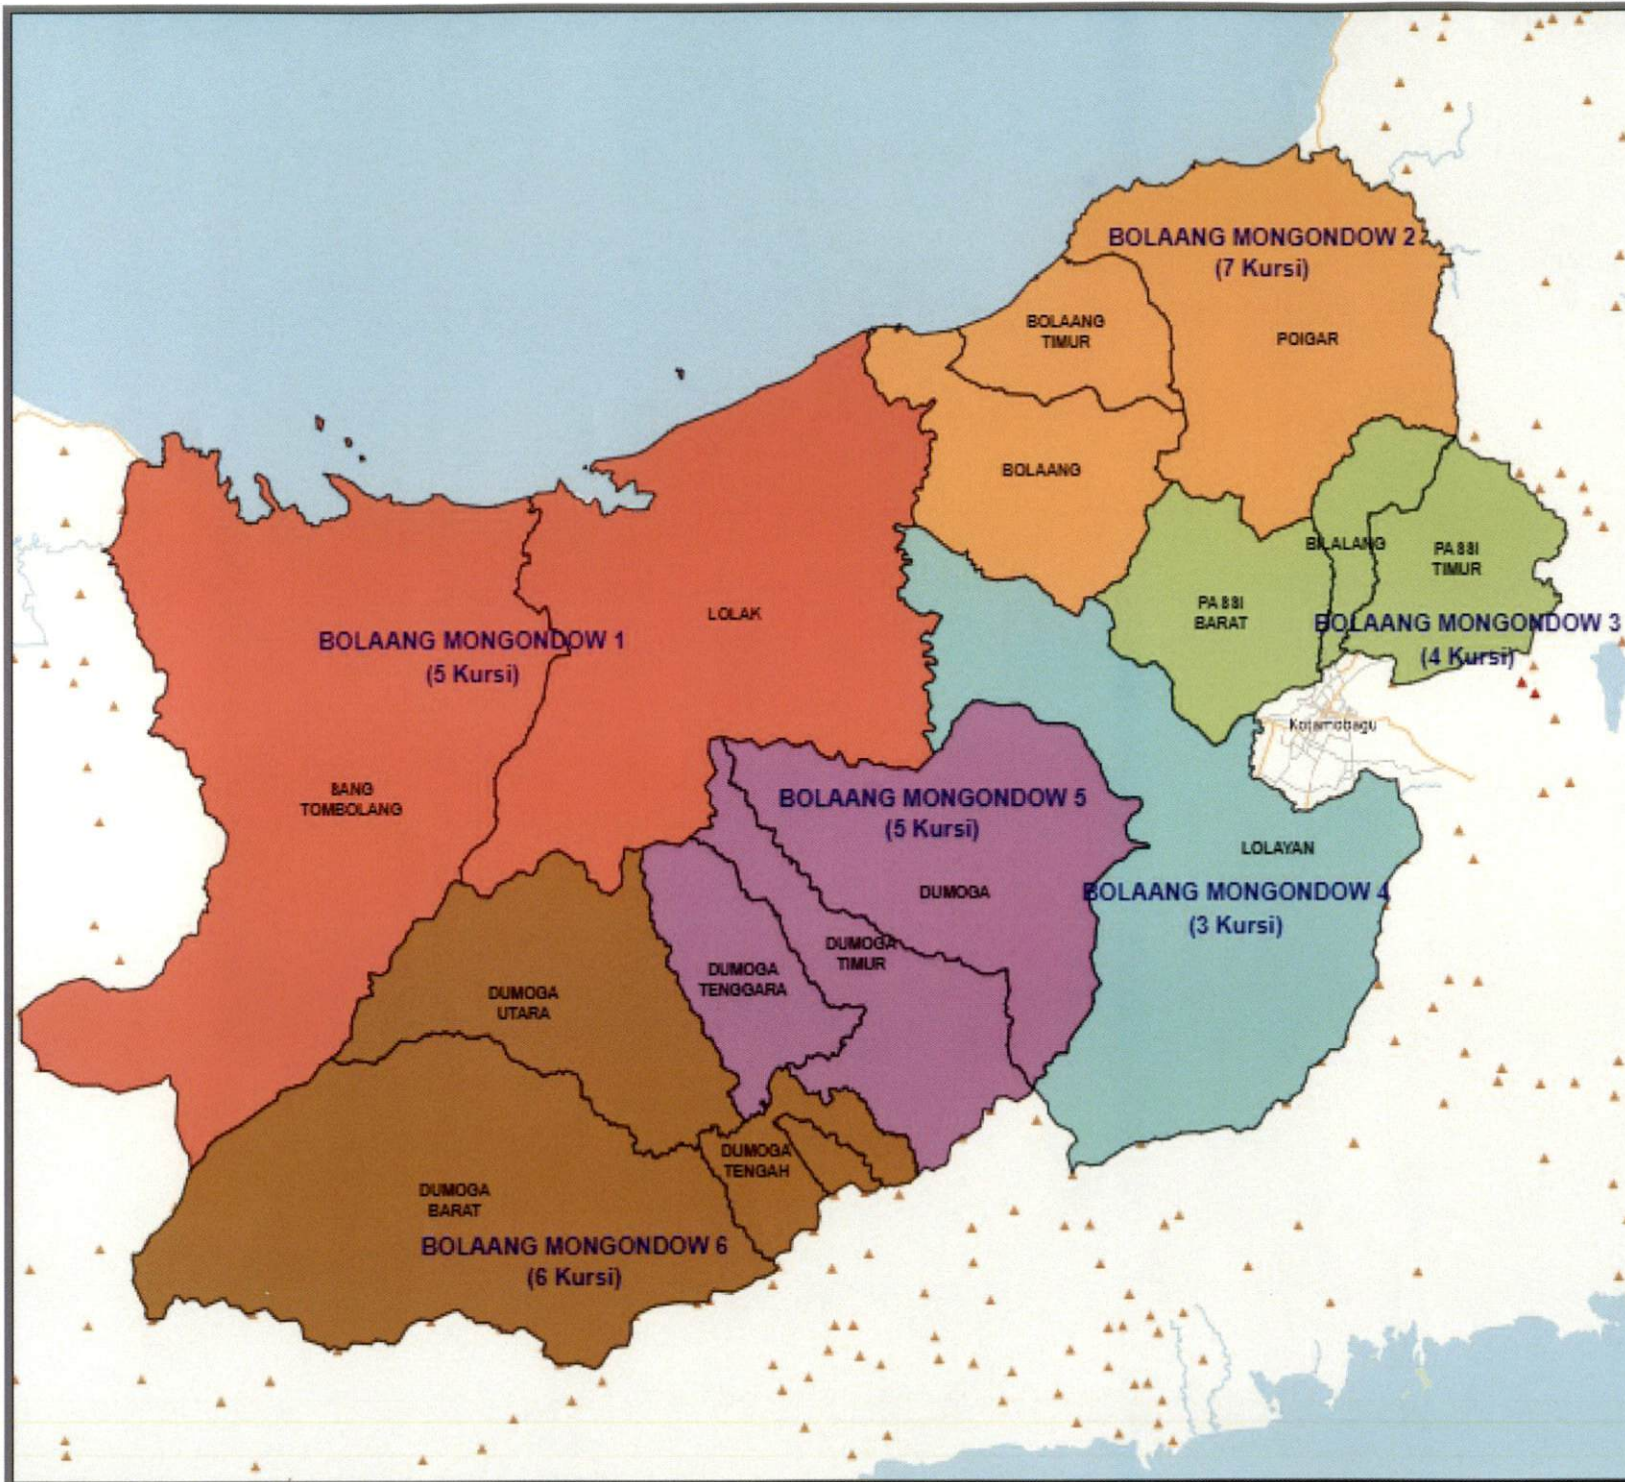 BOLAANG MONGONDOW 2
(7 Kursi)
BOLAANG
TIMUR
POIGAR
BOLAANG
BILALANG
PASSI
TIMUR
PASSI
BARAT
LOLAK
BOLAANG MONGONDOW 3
(4 Kursi)
BOLAANG MONGONDOW 1
(5 Kursi)
Kotamobagu
SANG
TOMBOLANG
BOLAANG MONGONDOW 5
(5 Kursi)
LOLAYAN
DUMOGA
BOLAANG MONGONDOW 4
(3 Kursi)
DUMOGA
TIMUR
DUMOGA
TENGGARA
DUMOGA
UTARA
DUMOGA
TENGAH
DUMOGA
BARAT
BOLAANG MONGONDOW 6
(6 Kursi)